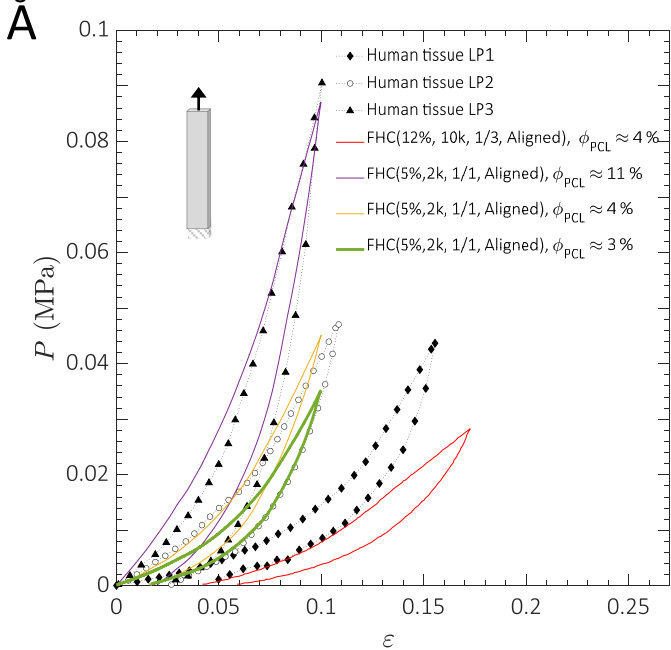 A
0.1
0.08
0.06
0.04
0.02
0
P (MPa)
Human tissue LP1
Human tissue LP2
Human tissue LP3
FHC(12%, 10k, 1/3, Aligned), ϕPCL ≈ 4 %
FHC(5%,2k, 1/1, Aligned), ϕPCL ≈ 11 %
FHC(5%,2k, 1/1, Aligned), ϕPCL ≈ 4 %
FHC(5%,2k, 1/1, Aligned), ϕPCL ≈ 3 %
0 0.05 0.1 0.15 0.2 0.25
ε